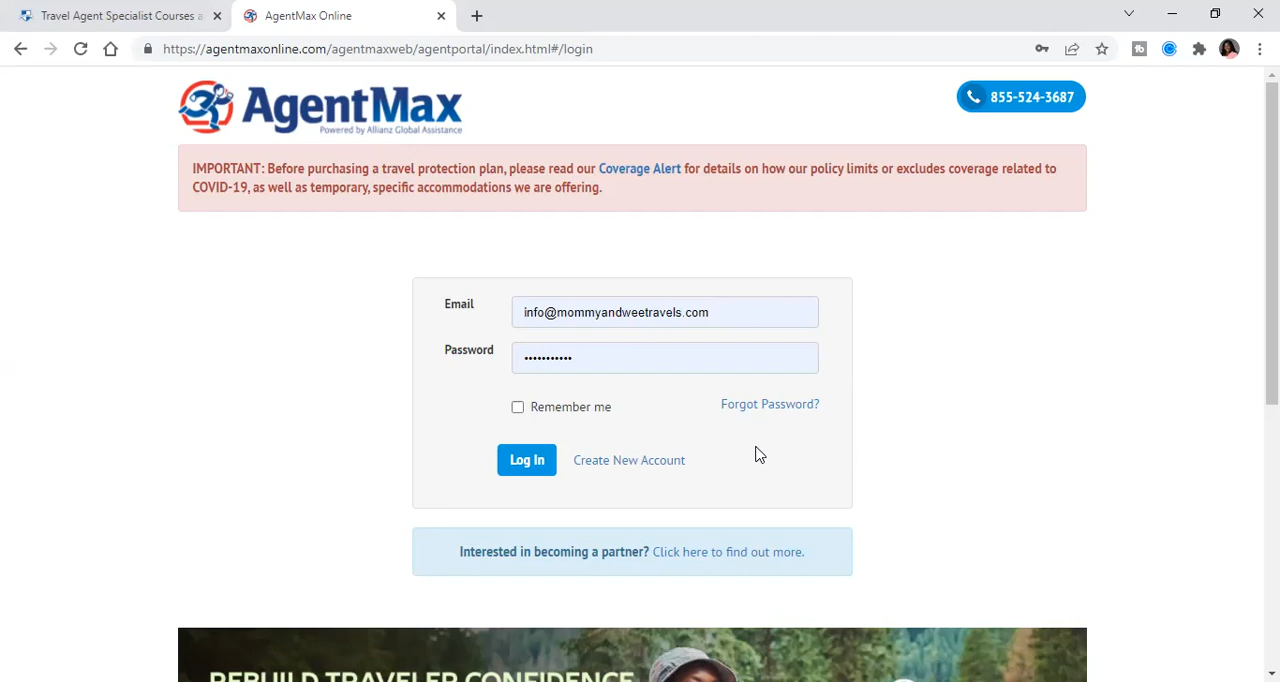 Travel Agent Specialist Courses a
AgentMax Online
https://agentmaxonline.com/agentmaxweb/agentportal/index.html#/login
AgentMax
Powered by Allianz Global Assistance
855-524-3687
IMPORTANT: Before purchasing a travel protection plan, please read our Coverage Alert for details on how our policy limits or excludes coverage related to
COVID-19, as well as temporary, specific accommodations we are offering.
Email
info@mommyandweetravels.com
Password
•••••••••••
Remember me
Forgot Password?
Log In
Create New Account
Interested in becoming a partner? Click here to find out more.
REBUILD TRAVELER CONFIDENCE